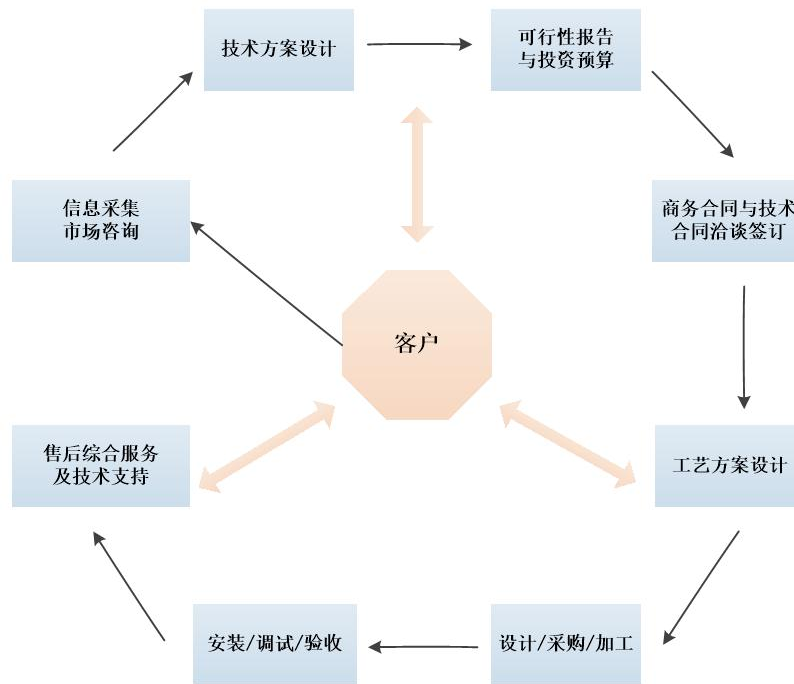 技术方案设计
可行性报告
与投资预算
信息采集
市场咨询
商务合同与技术
合同洽谈签订
客户
售后综合服务
及技术支持
工艺方案设计
安装/调试/验收
设计/采购/加工